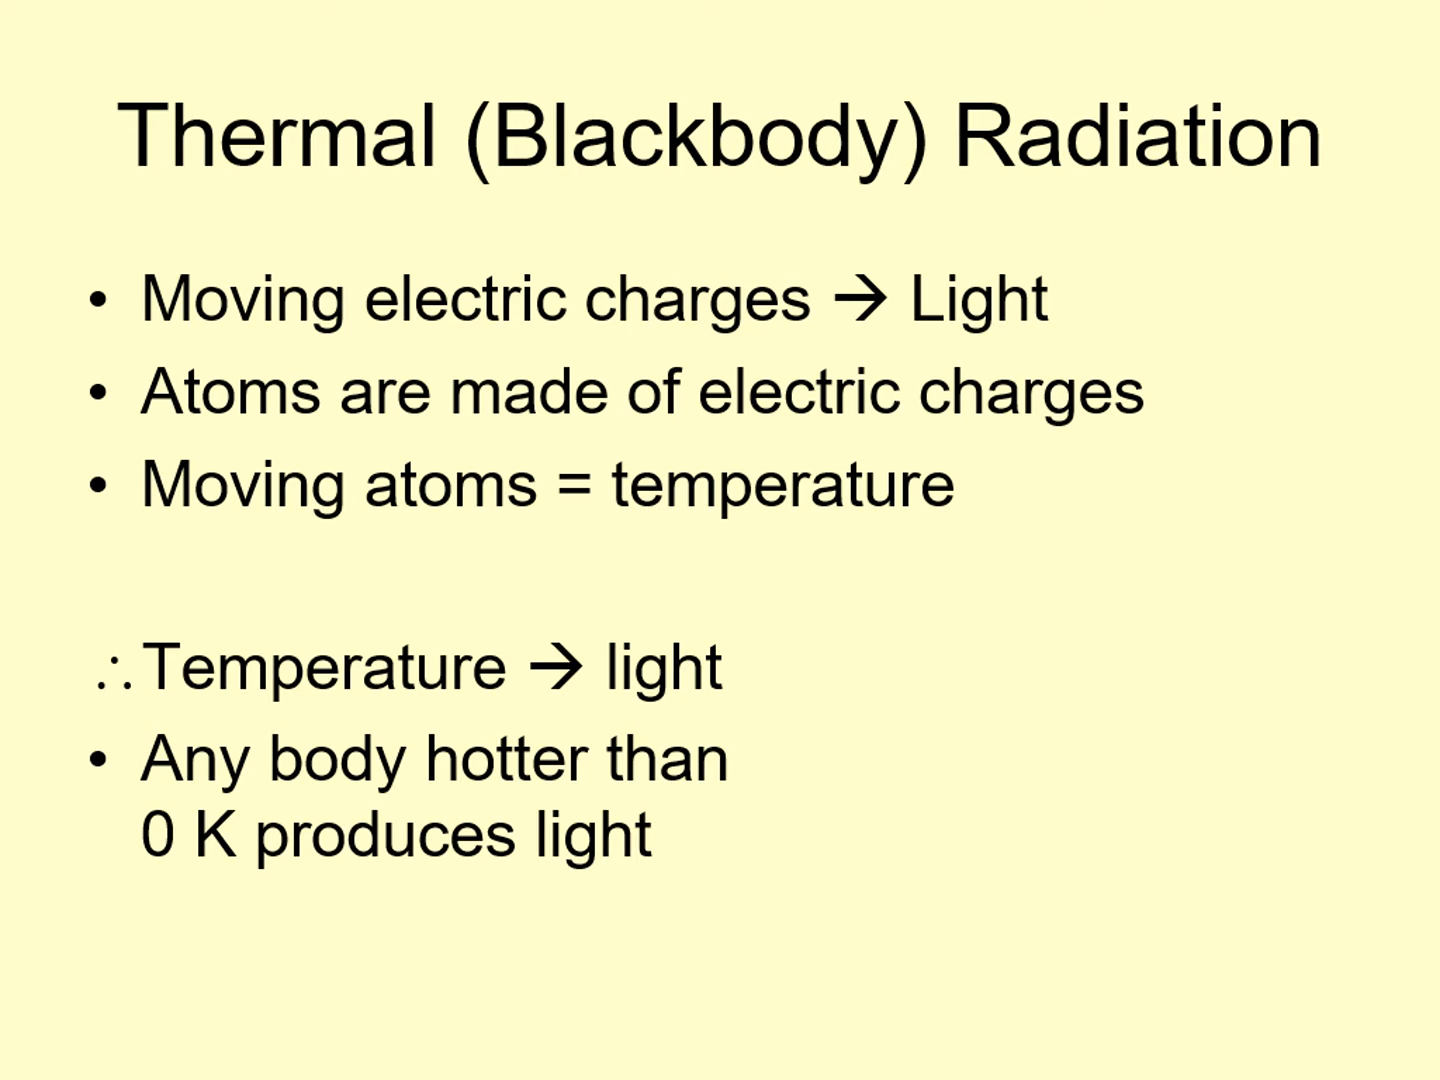 Thermal (Blackbody) Radiation
• Moving electric charges → Light
• Atoms are made of electric charges
• Moving atoms = temperature
∴Temperature → light
• Any body hotter than
0 K produces light